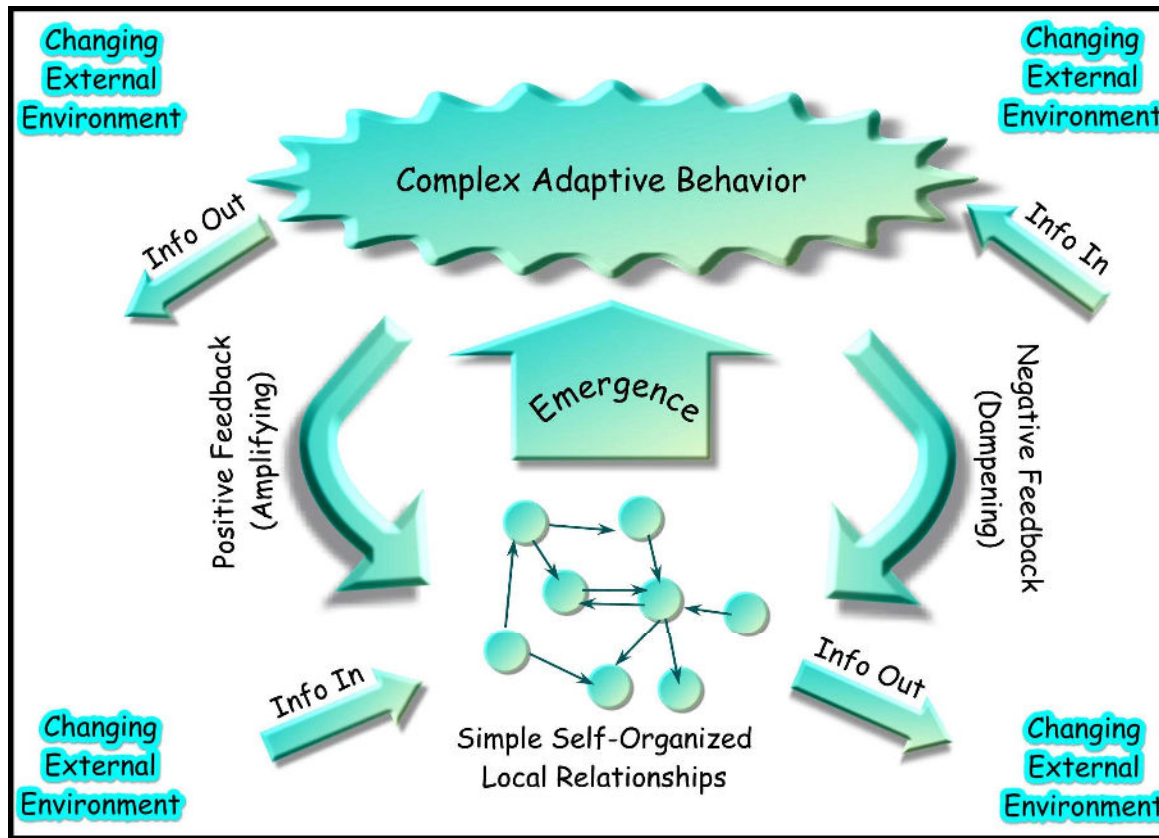 Changing
External
Environment
Changing
External
Environment
Complex Adaptive Behavior
Info Out
Info In
Positive Feedback
(Amplifying)
Emergence
Negative Feedback
(Dampening)
Info In
Info Out
Simple Self-Organized
Local Relationships
Changing
External
Environment
Changing
External
Environment